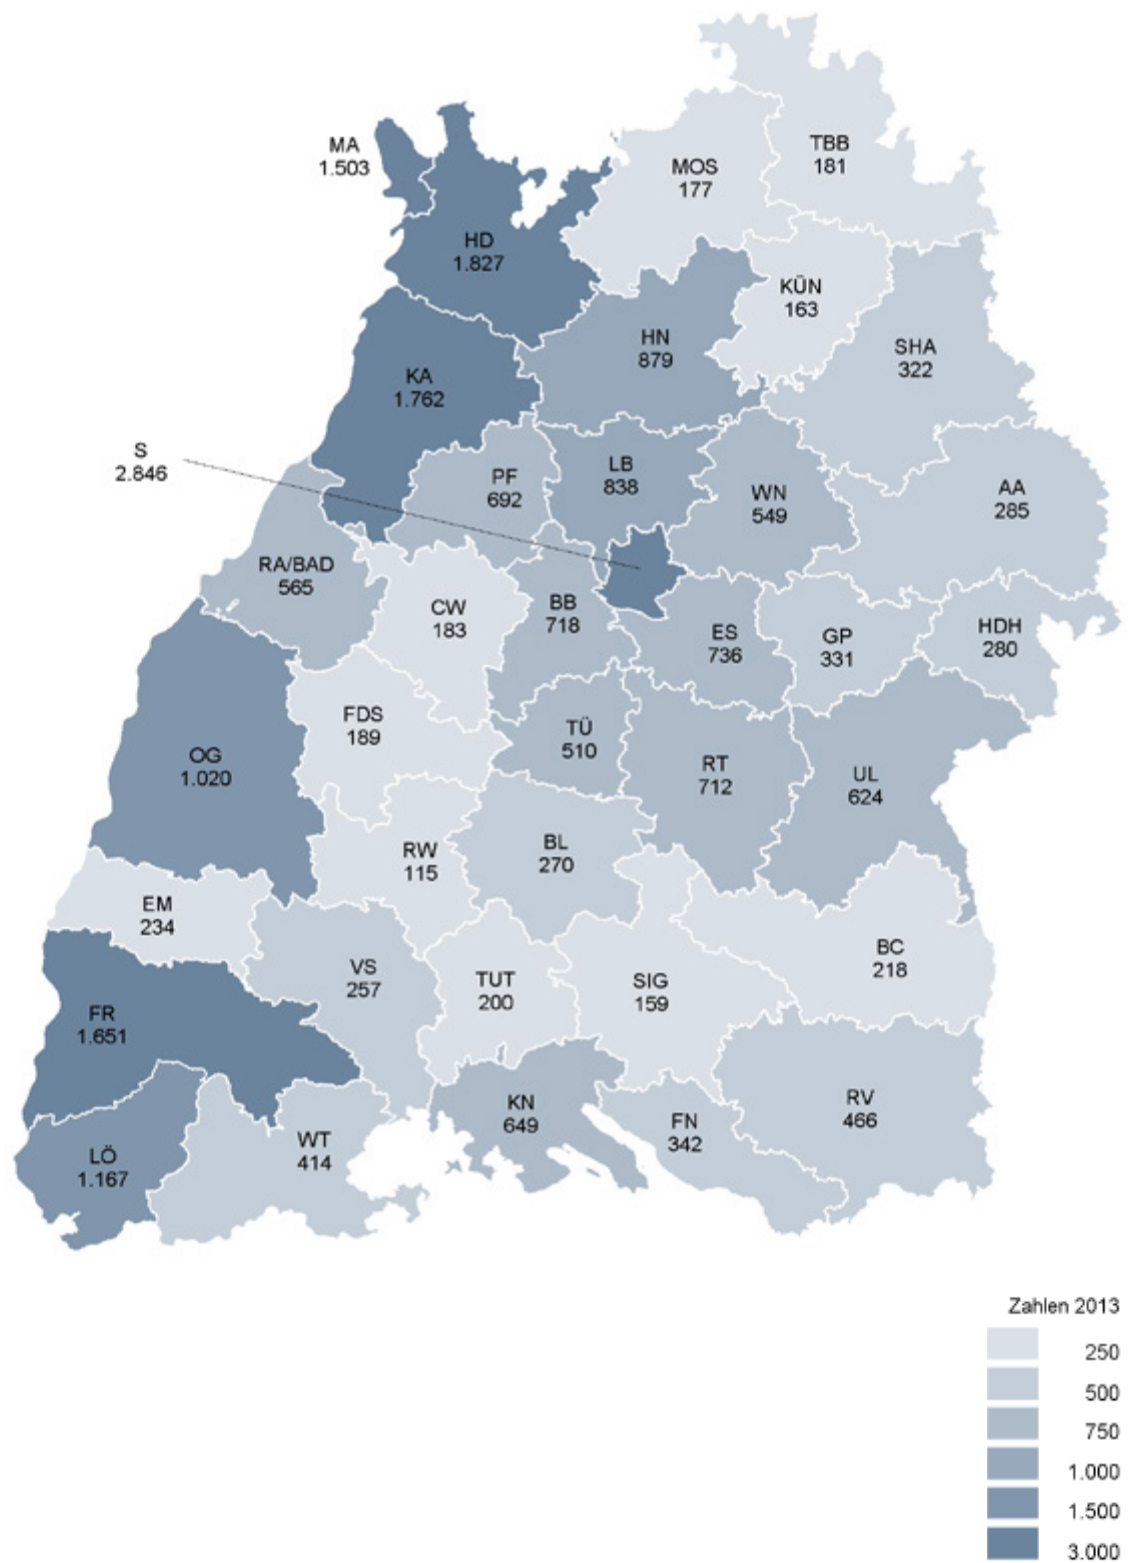 TBB
181
MA
1.503
MOS
177
HD
1.827
KÜN
163
HN
879
SHA
322
KA
1.762
S
2.846
PF
692
LB
838
WN
549
AA
285
RA/BAD
565
CW
183
BB
718
ES
736
GP
331
HDH
280
FDS
189
TÜ
510
OG
1.020
RT
712
UL
624
RW
115
BL
270
EM
234
BC
218
VS
257
TUT
200
SIG
159
FR
1.651
KN
649
FN
342
RV
466
LÖ
1.167
WT
414
Zahlen 2013
250
500
750
1.000
1.500
3.000